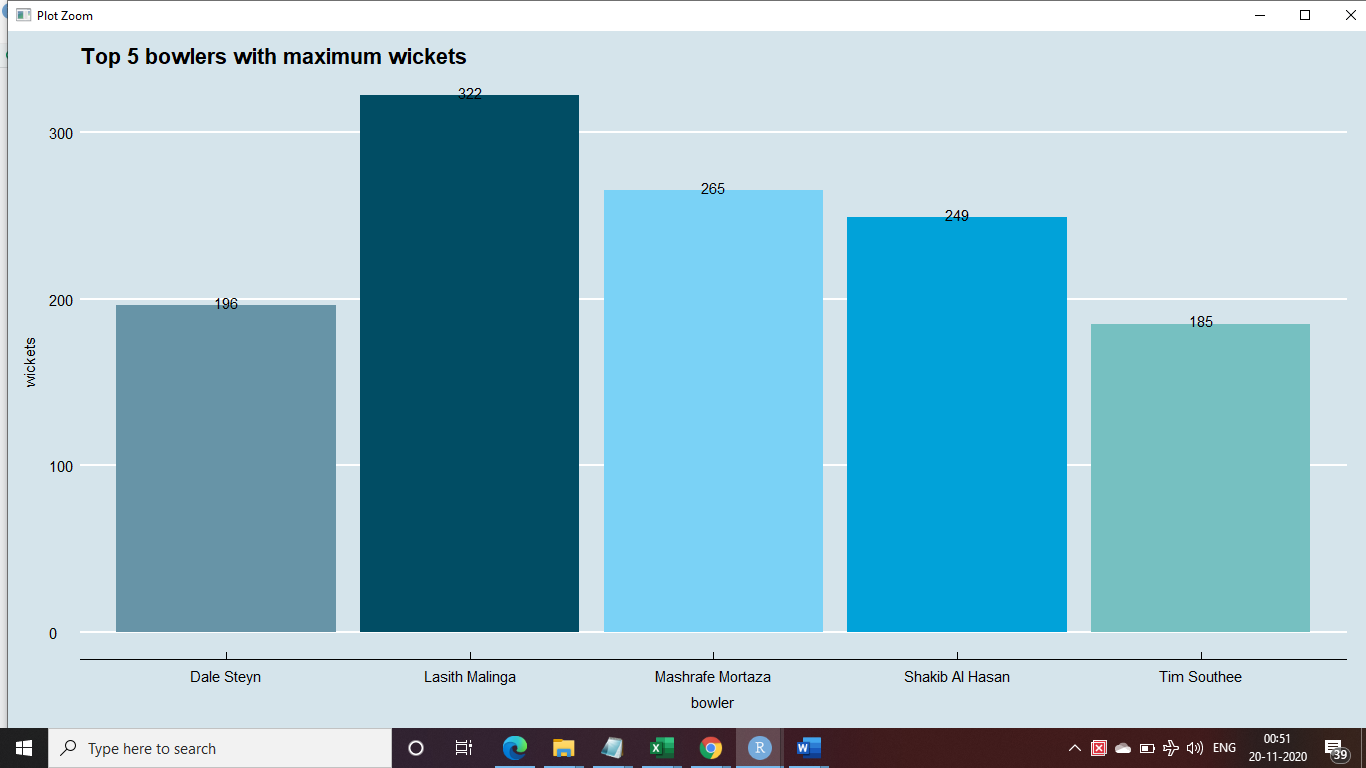 Plot Zoom
Top 5 bowlers with maximum wickets
322
300
265
249
200
196
185
wickets
100
0
Dale Steyn Lasith Malinga Mashrafe Mortaza Shakib Al Hasan Tim Southee
bowler
Type here to search
R
ENG
00:51
20-11-2020
39